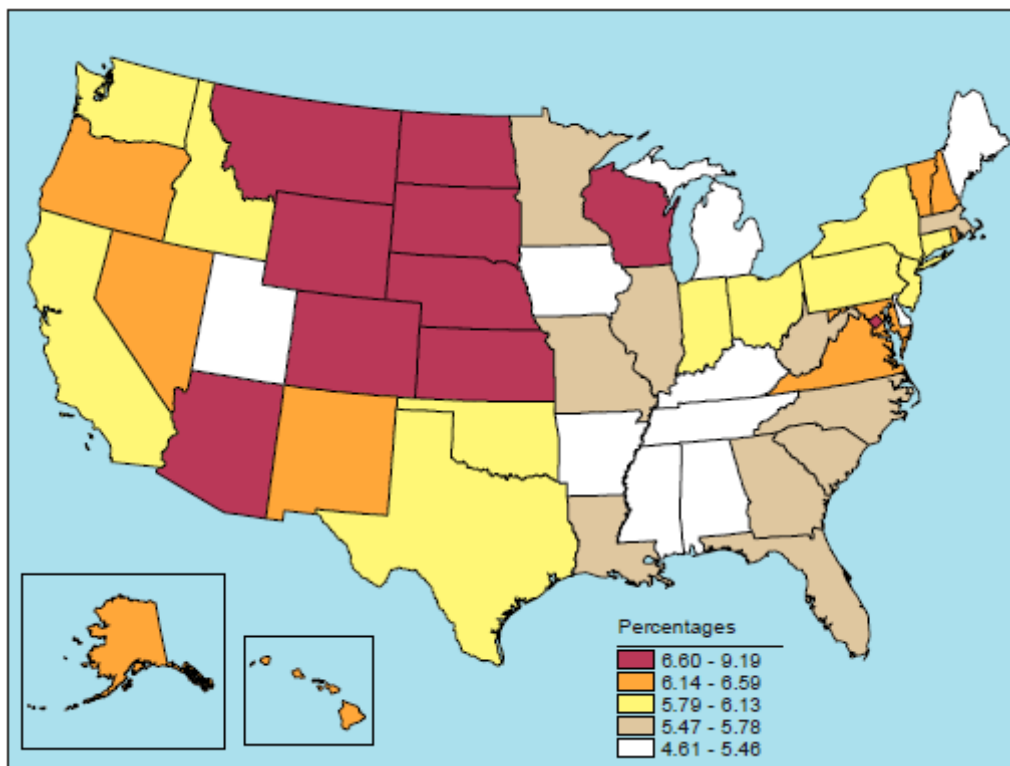 Percentages
6.60 - 9.19
6.14 - 6.59
5.79 - 6.13
5.47 - 5.78
4.61 - 5.46